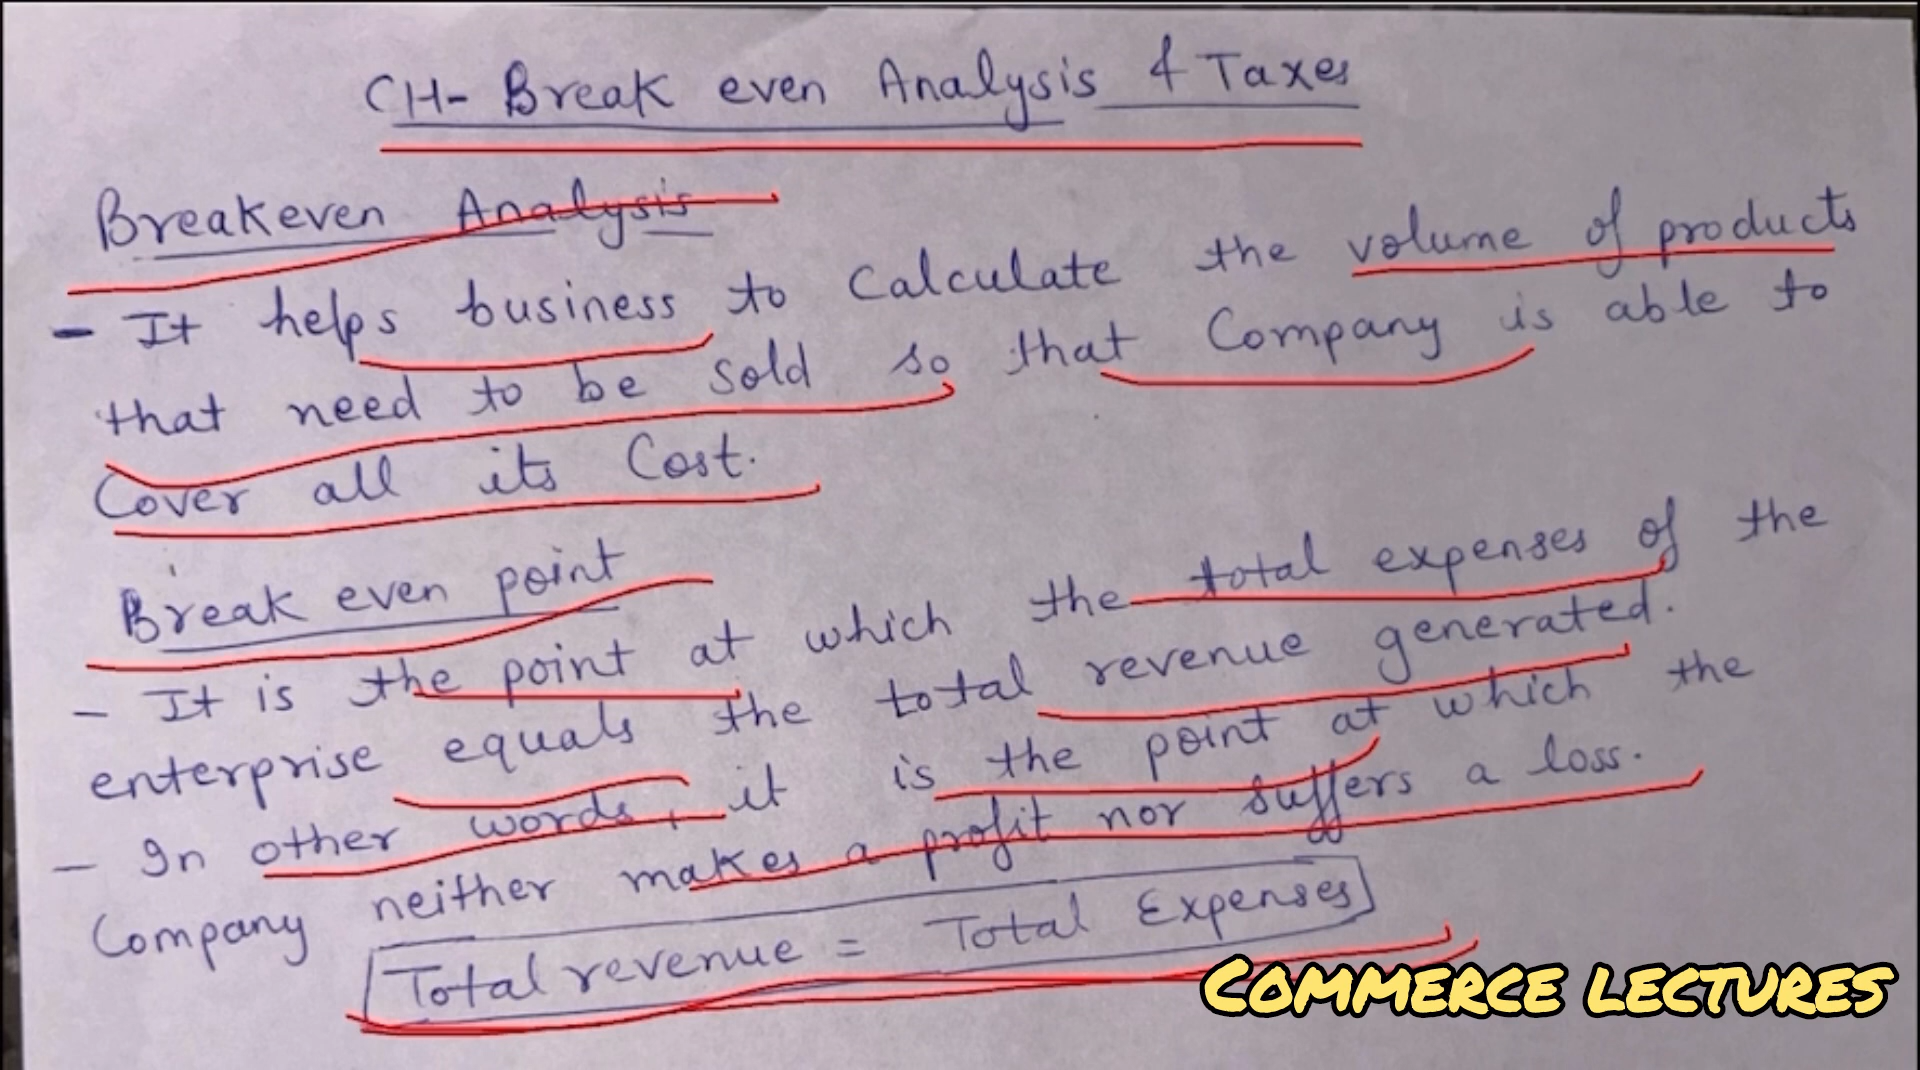 CH- Break even Analysis & Taxes
Breakeven Analysis
- It helps business to calculate the volume of products
that need to be sold so that Company is able to
Cover all its Cost.
Break even point
- It is the point at which the total expenses of the
enterprise equals the total revenue generated.
- In other words, it is the point at which the
Company neither makes a profit nor suffers a loss.
Total revenue = Total Expenses
COMMERCE LECTURES